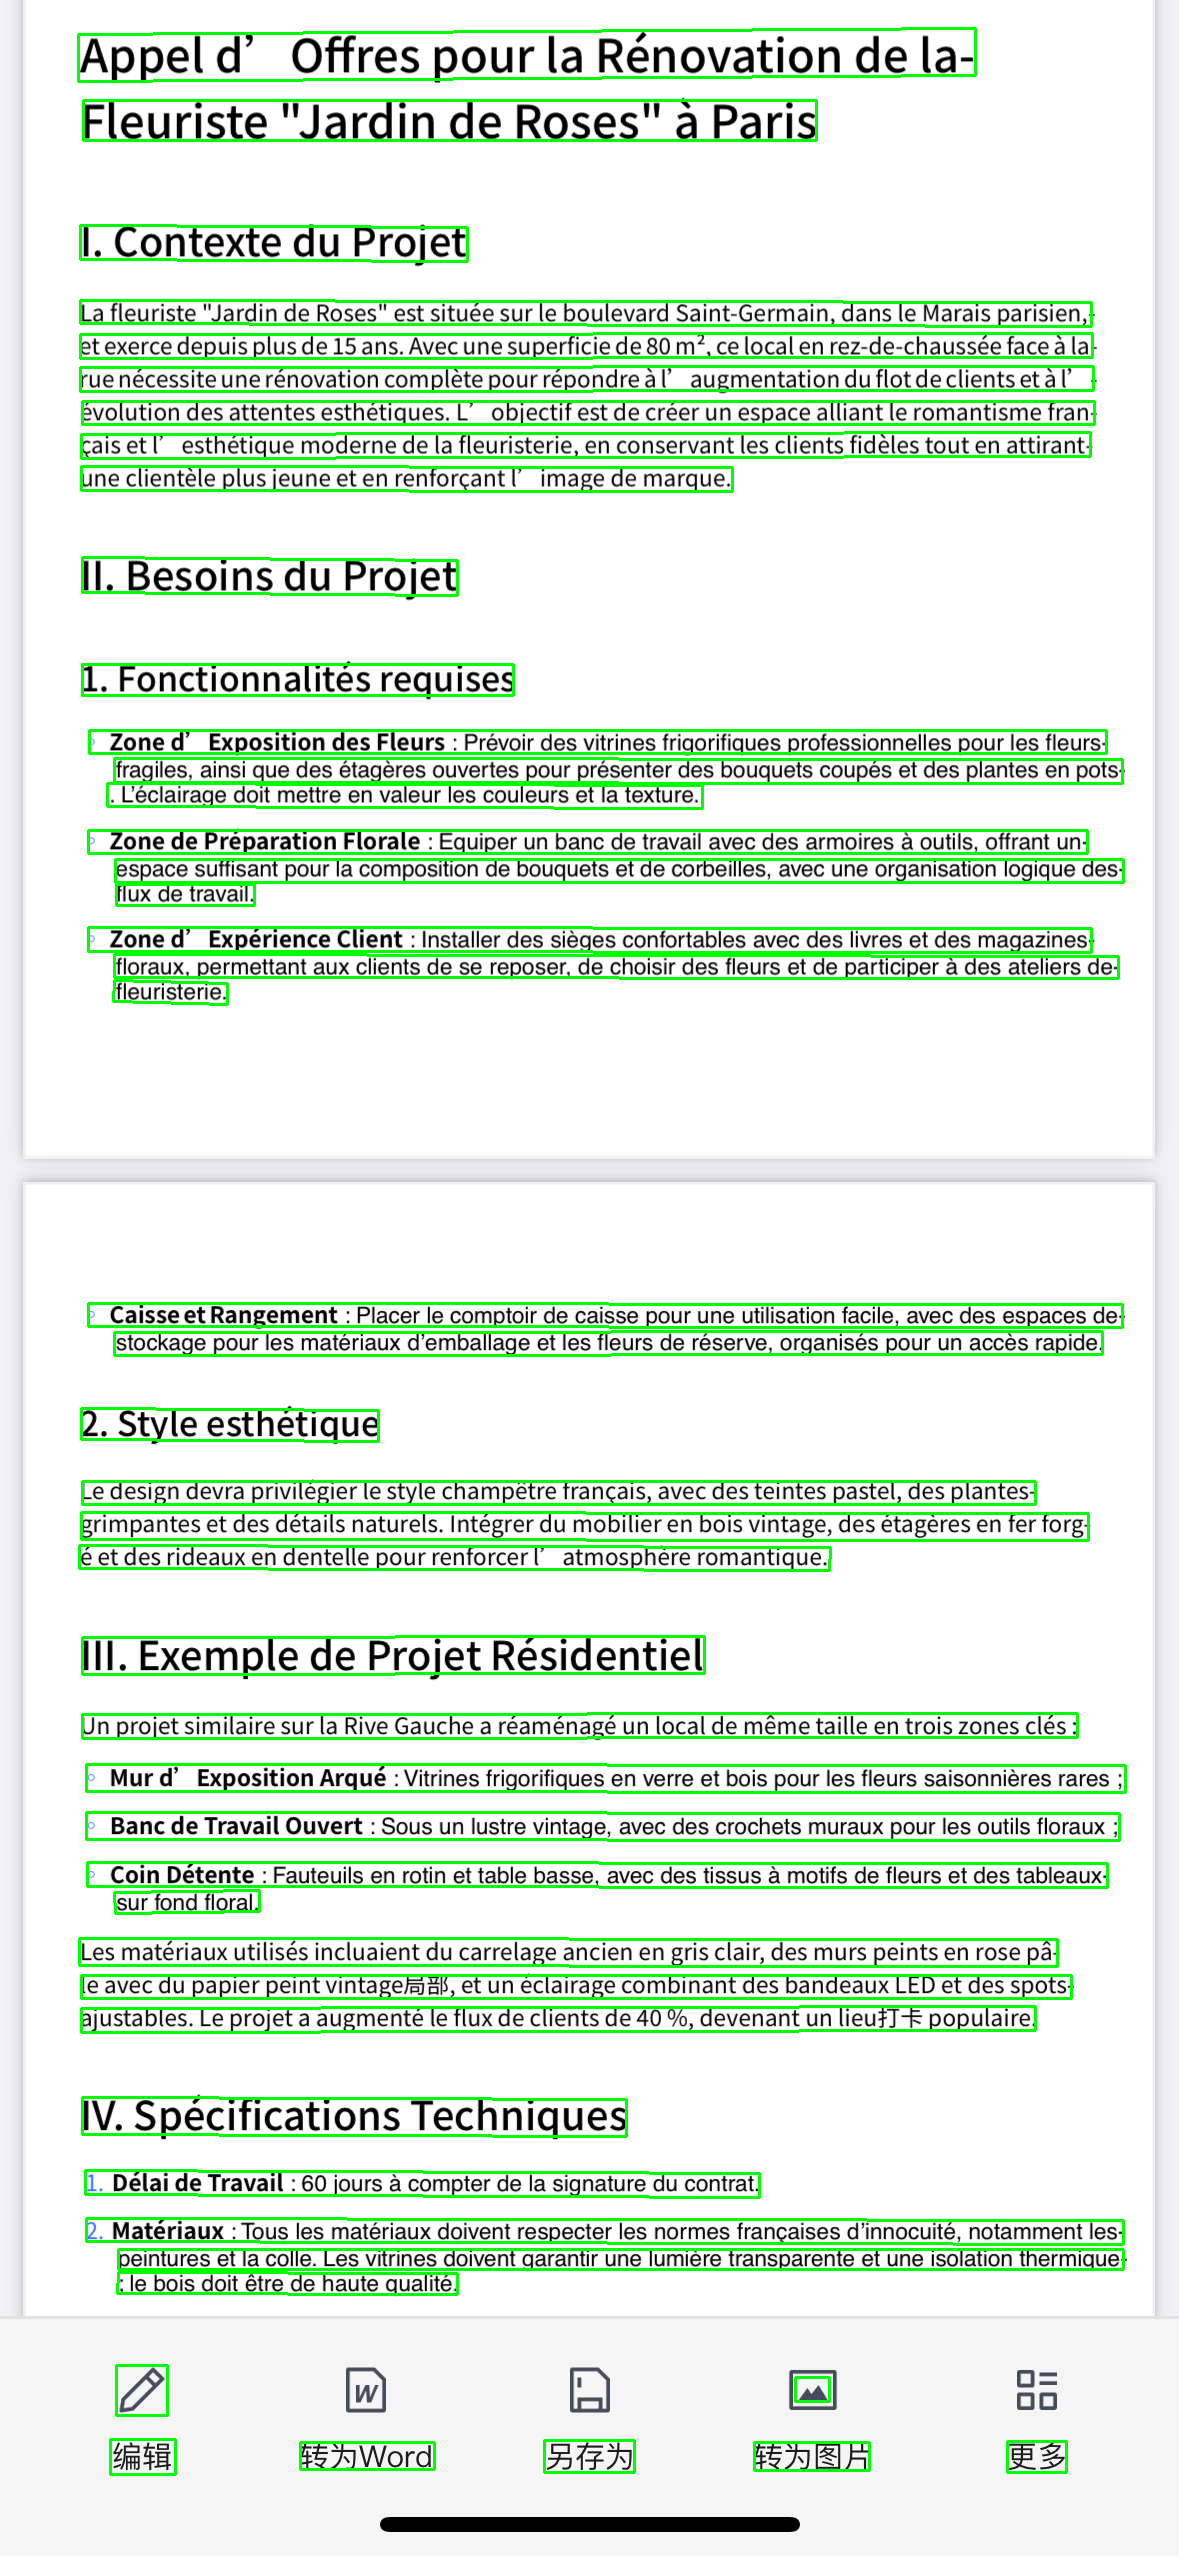 Appel d’Offres pour la Rénovation de la-
Fleuriste "Jardin de Roses" à Paris
I. Contexte du Projet
La fleuriste "Jardin de Roses" est située sur le boulevard Saint-Germain, dans le Marais parisien,-
et exerce depuis plus de 15 ans. Avec une superficie de 80 m², ce local en rez-de-chaussée face à la-
rue nécessite une rénovation complète pour répondre à l’augmentation du flot de clients et à l’-
évolution des attentes esthétiques. L’objectif est de créer un espace alliant le romantisme fran-
çais et l’esthétique moderne de la fleuristerie, en conservant les clients fidèles tout en attirant-
une clientèle plus jeune et en renforçant l’image de marque.
II. Besoins du Projet
1. Fonctionnalités requises
◦ Zone d’Exposition des Fleurs : Prévoir des vitrines frigorifiques professionnelles pour les fleurs-
fragiles, ainsi que des étagères ouvertes pour présenter des bouquets coupés et des plantes en pots-
. L’éclairage doit mettre en valeur les couleurs et la texture.
◦ Zone de Préparation Florale : Equiper un banc de travail avec des armoires à outils, offrant un-
espace suffisant pour la composition de bouquets et de corbeilles, avec une organisation logique des-
flux de travail.
◦ Zone d’Expérience Client : Installer des sièges confortables avec des livres et des magazines-
floraux, permettant aux clients de se reposer, de choisir des fleurs et de participer à des ateliers de-
fleuristerie.
◦ Caisse et Rangement : Placer le comptoir de caisse pour une utilisation facile, avec des espaces de-
stockage pour les matériaux d’emballage et les fleurs de réserve, organisés pour un accès rapide.
2. Style esthétique
Le design devra privilégier le style champêtre français, avec des teintes pastel, des plantes-
grimpantes et des détails naturels. Intégrer du mobilier en bois vintage, des étagères en fer forg-
é et des rideaux en dentelle pour renforcer l’atmosphère romantique.
III. Exemple de Projet Résidentiel
Un projet similaire sur la Rive Gauche a réaménagé un local de même taille en trois zones clés :
◦ Mur d’Exposition Arqué : Vitrines frigorifiques en verre et bois pour les fleurs saisonnières rares ;
◦ Banc de Travail Ouvert : Sous un lustre vintage, avec des crochets muraux pour les outils floraux ;
◦ Coin Détente : Fauteuils en rotin et table basse, avec des tissus à motifs de fleurs et des tableaux-
sur fond floral.
Les matériaux utilisés incluaient du carrelage ancien en gris clair, des murs peints en rose pâ-
le avec du papier peint vintage局部, et un éclairage combinant des bandeaux LED et des spots-
ajustables. Le projet a augmenté le flux de clients de 40 %, devenant un lieu打卡 populaire.
IV. Spécifications Techniques
1. Délai de Travail : 60 jours à compter de la signature du contrat.
2. Matériaux : Tous les matériaux doivent respecter les normes françaises d’innocuité, notamment les-
peintures et la colle. Les vitrines doivent garantir une lumière transparente et une isolation thermique-
; le bois doit être de haute qualité.
编辑 转为Word 另存为 转为图片 更多